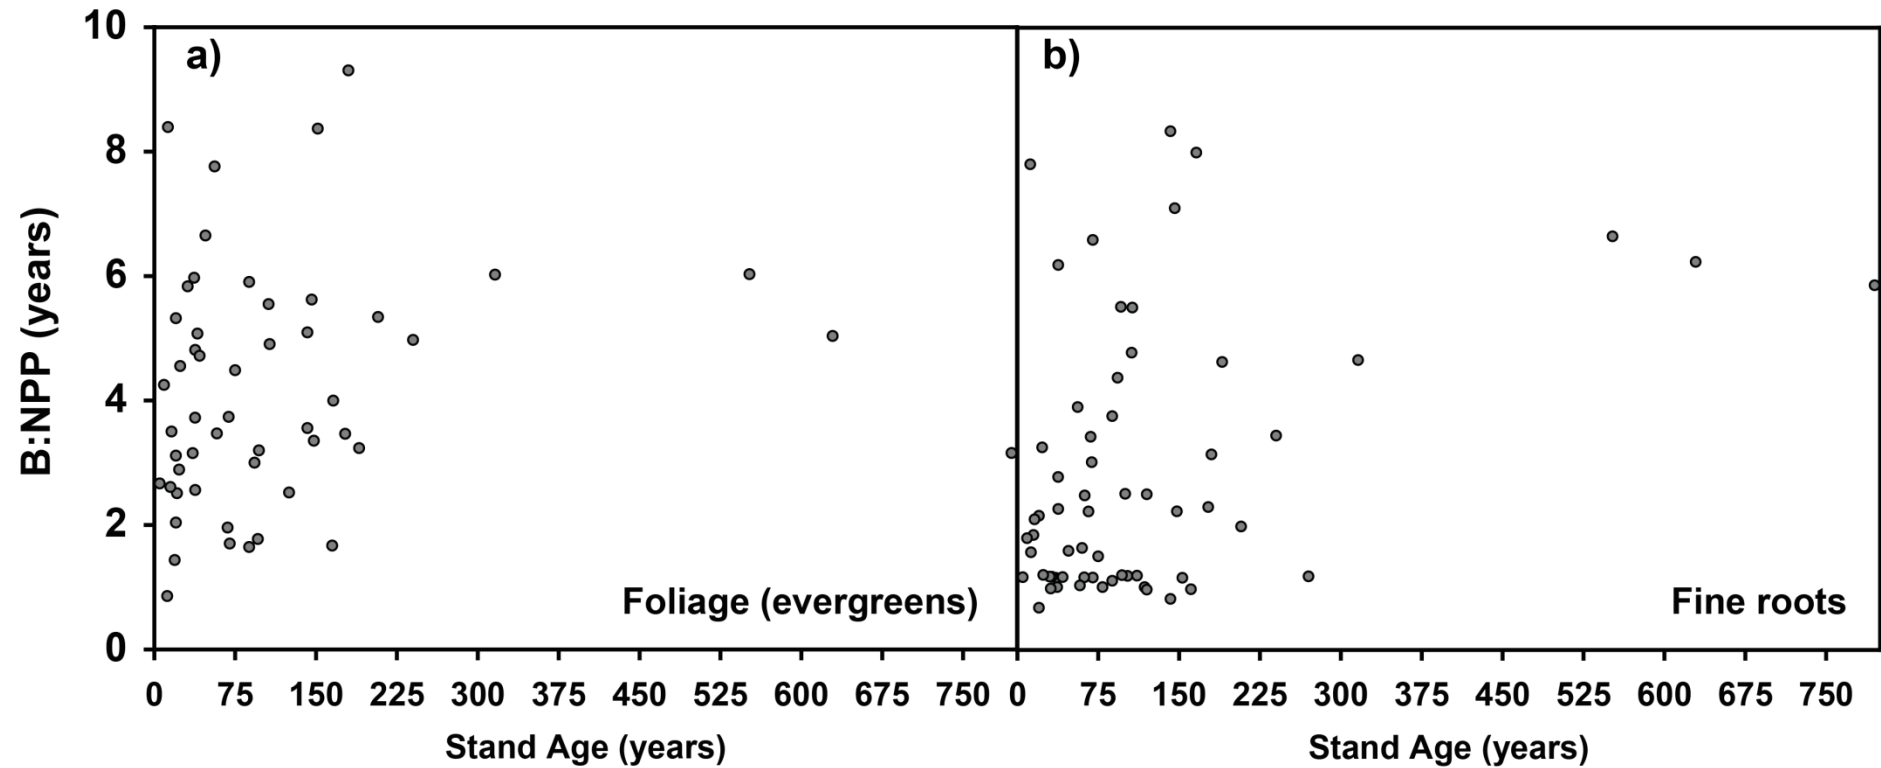 B:NPP (years)
10
8
6
4
2
0
a)
Foliage (evergreens)
0 75 150 225 300 375 450 525 600 675 750
Stand Age (years)
b)
Fine roots
0 75 150 225 300 375 450 525 600 675 750
Stand Age (years)